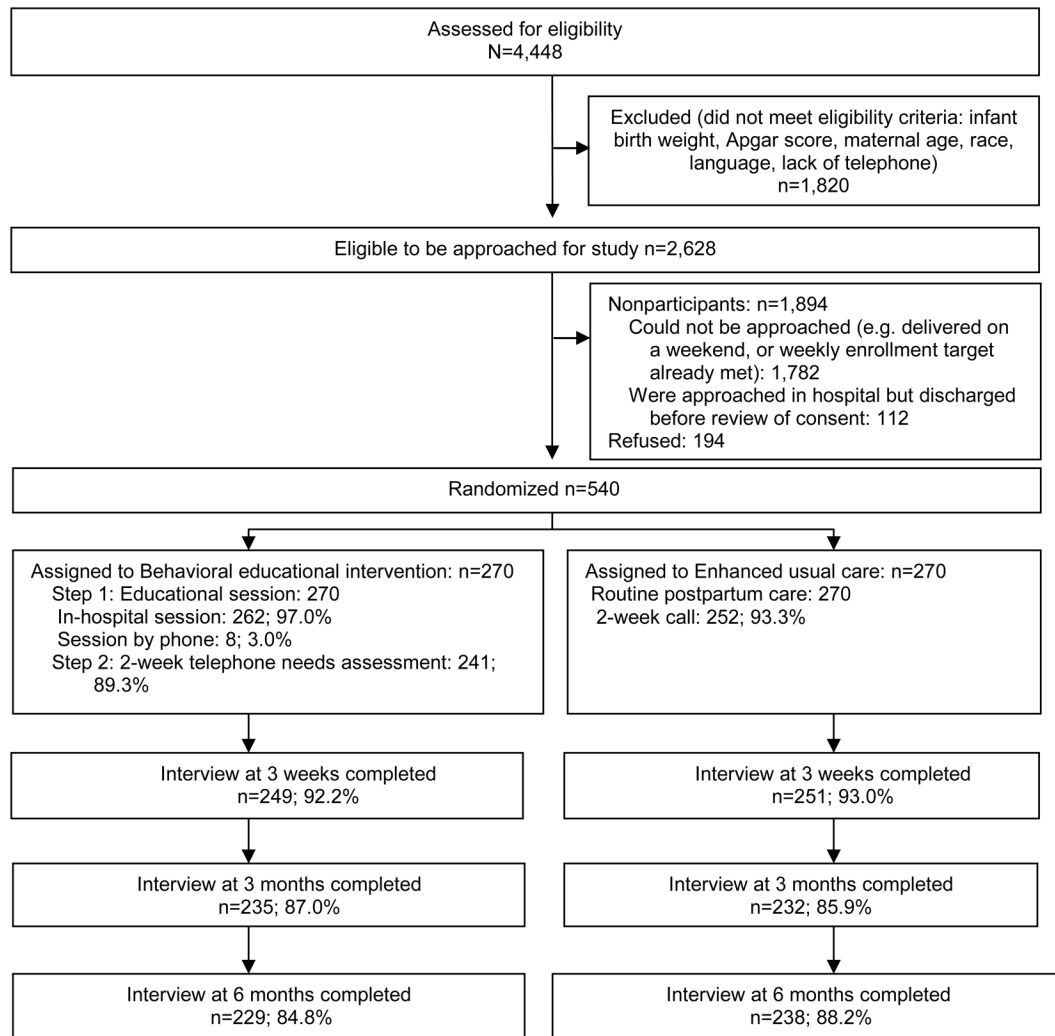 Assessed for eligibility
N=4,448
Excluded (did not meet eligibility criteria: infant
birth weight, Apgar score, maternal age, race,
language, lack of telephone)
n=1,820
Eligible to be approached for study n=2,628
Nonparticipants: n=1,894
Could not be approached (e.g. delivered on
a weekend, or weekly enrollment target
already met): 1,782
Were approached in hospital but discharged
before review of consent: 112
Refused: 194
Randomized n=540
Assigned to Behavioral educational intervention: n=270
Step 1: Educational session: 270
In-hospital session: 262; 97.0%
Session by phone: 8; 3.0%
Step 2: 2-week telephone needs assessment: 241;
89.3%
Assigned to Enhanced usual care: n=270
Routine postpartum care: 270
2-week call: 252; 93.3%
Interview at 3 weeks completed
n=249; 92.2%
Interview at 3 weeks completed
n=251; 93.0%
Interview at 3 months completed
n=235; 87.0%
Interview at 3 months completed
n=232; 85.9%
Interview at 6 months completed
n=229; 84.8%
Interview at 6 months completed
n=238; 88.2%